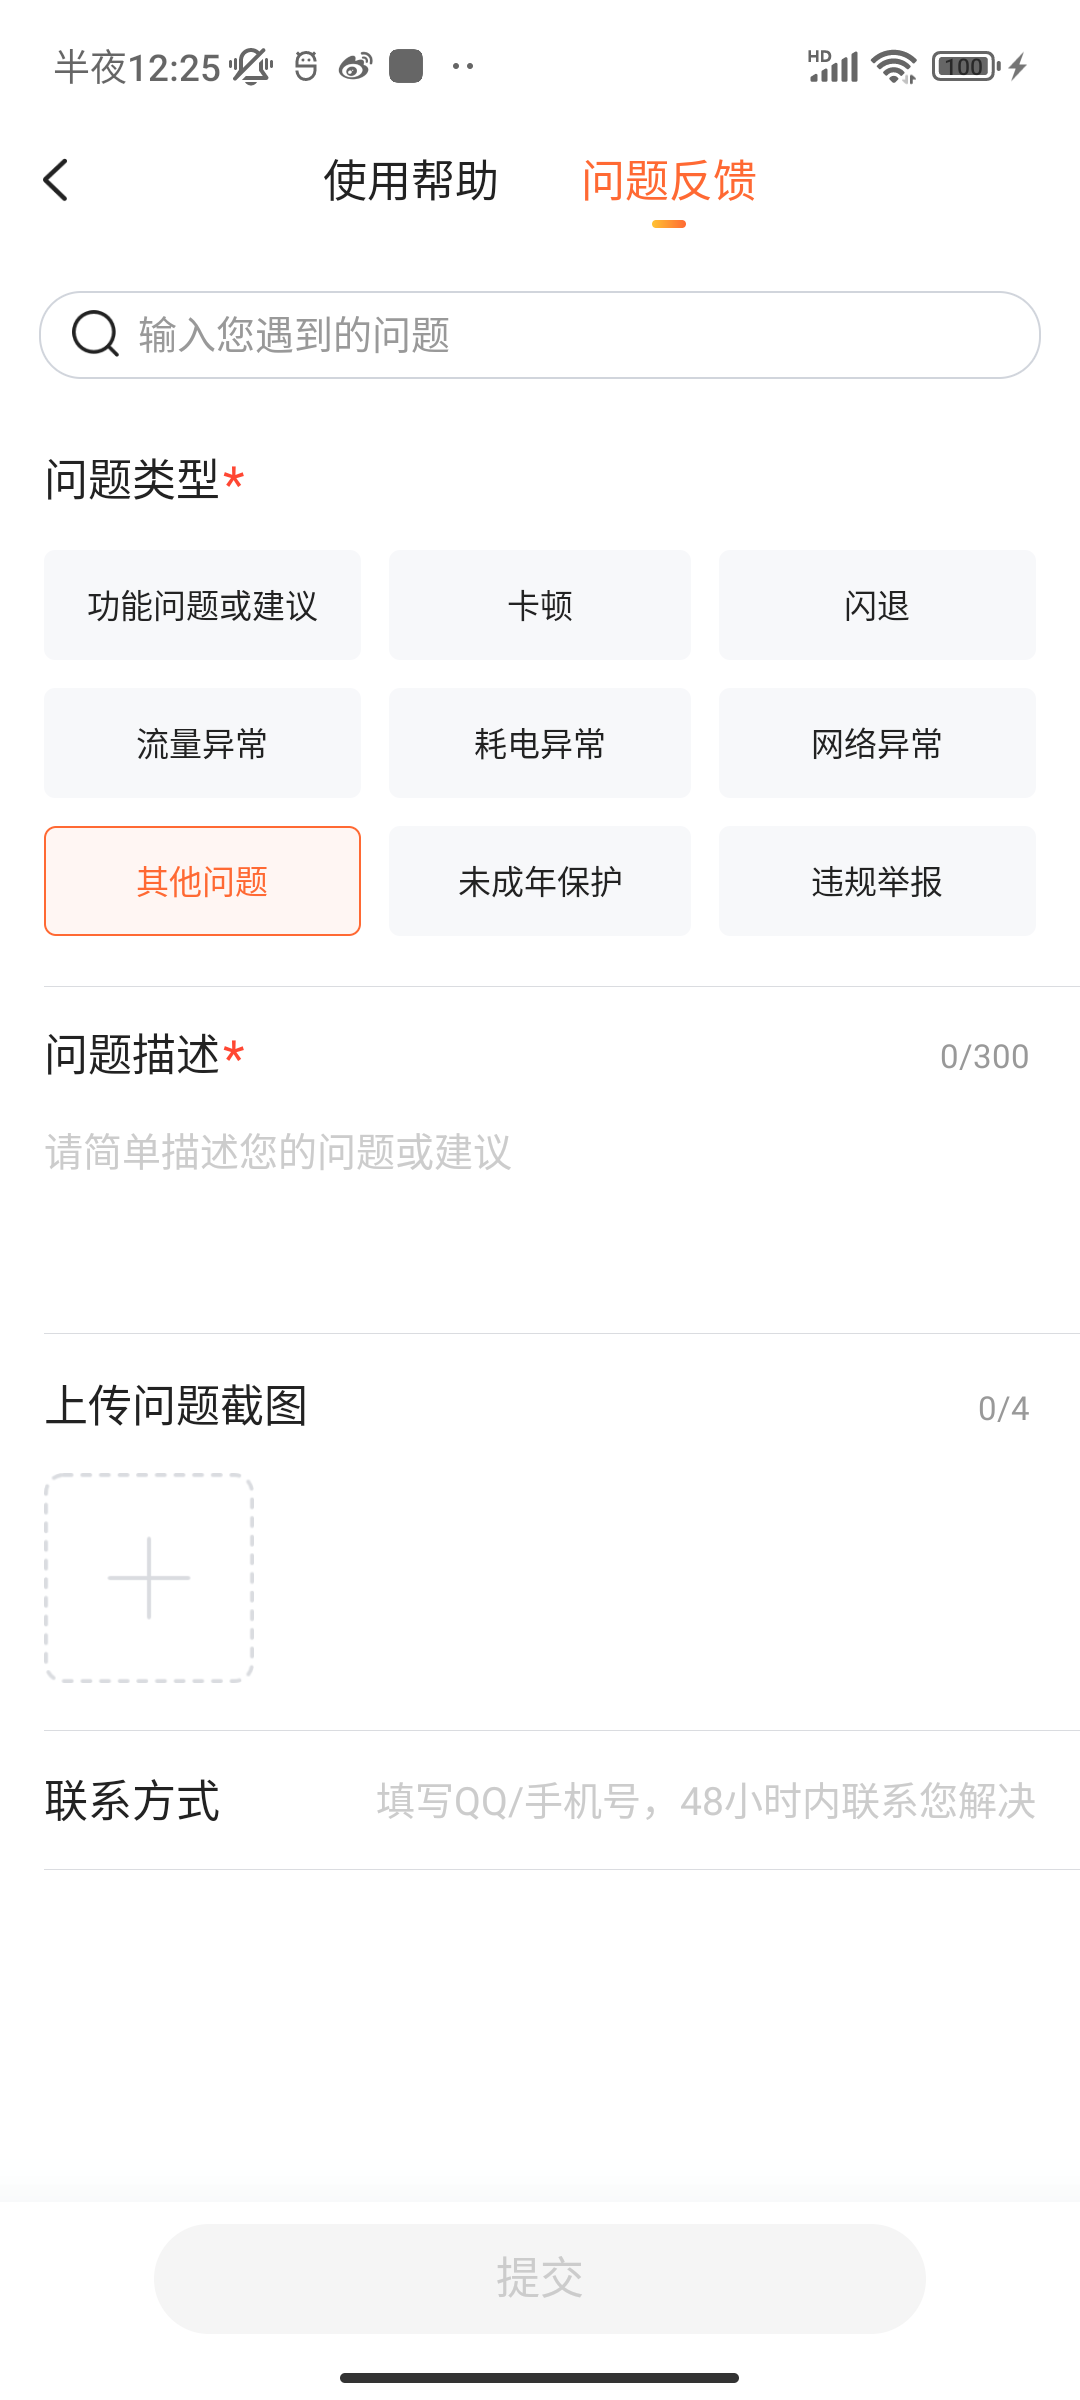 半夜12:25 HD 100
使用帮助 问题反馈
输入您遇到的问题
问题类型*
功能问题或建议 卡顿 闪退
流量异常 耗电异常 网络异常
其他问题 未成年保护 违规举报
问题描述* 0/300
请简单描述您的问题或建议
上传问题截图 0/4
联系方式 填写QQ/手机号，48小时内联系您解决
提交